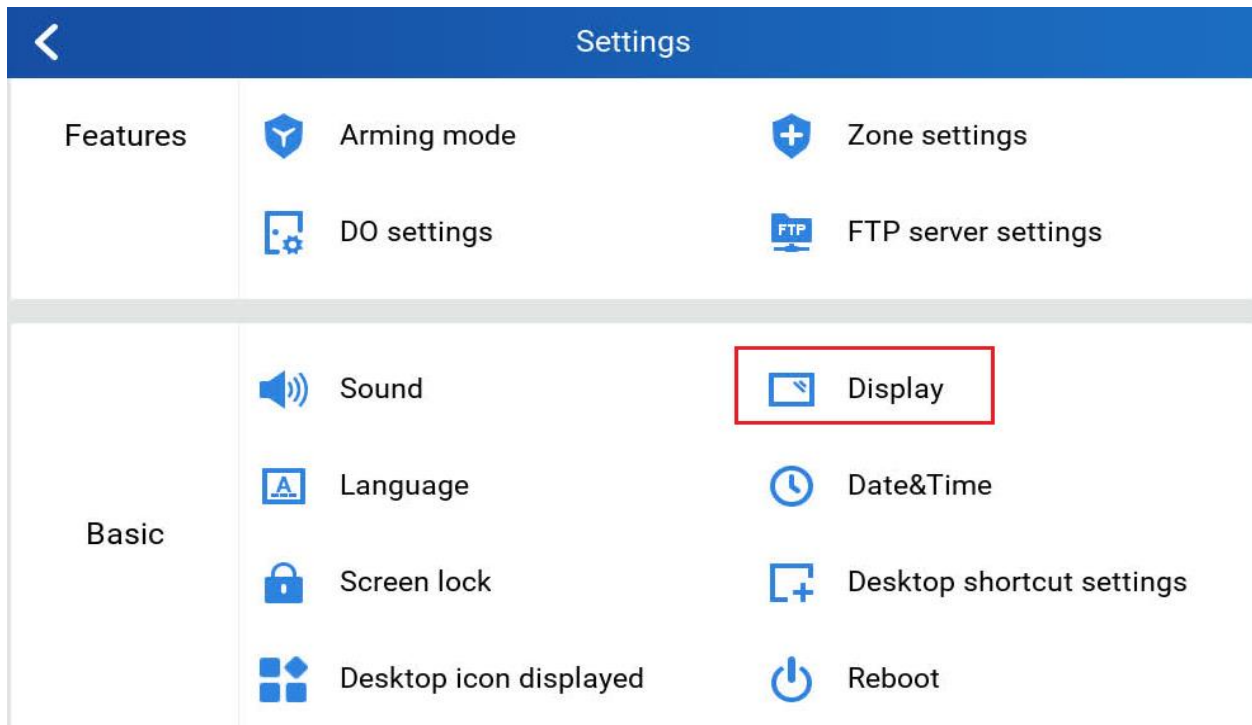 Settings
Features
Arming mode
Zone settings
DO settings
FTP
FTP server settings
Sound
Display
A
Language
Date&Time
Basic
Screen lock
Desktop shortcut settings
Desktop icon displayed
Reboot